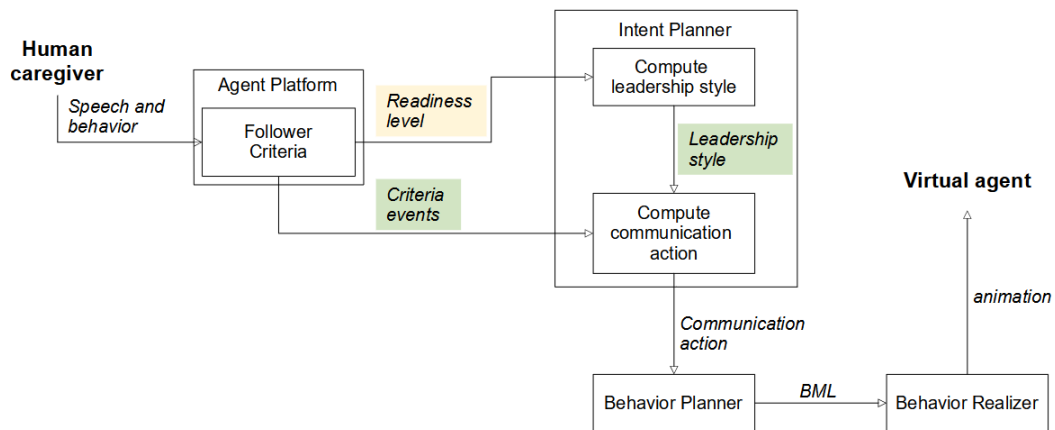 Human
caregiver
Speech and
behavior
Agent Platform
Follower
Criteria
Readiness
level
Criteria
events
Intent Planner
Compute
leadership style
Leadership
style
Compute
communication
action
Communication
action
Behavior Planner
BML
Behavior Realizer
animation
Virtual agent